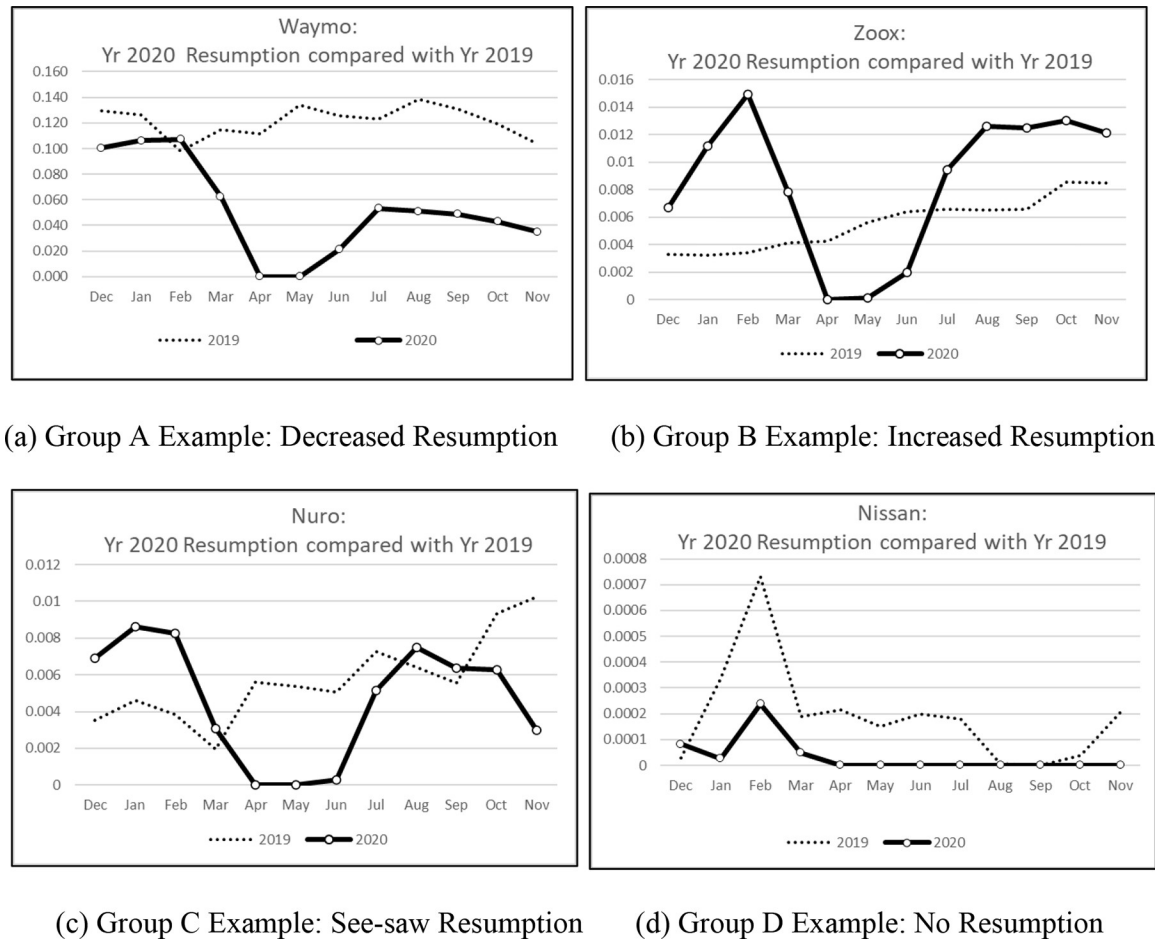 Waymo:
Yr 2020 Resumption compared with Yr 2019
0.160
0.140
0.120
0.100
0.080
0.060
0.040
0.020
0.000
Dec Jan Feb Mar Apr May Jun Jul Aug Sep Oct Nov
2019 2020
Zoox:
Yr 2020 Resumption compared with Yr 2019
0.016
0.014
0.012
0.01
0.008
0.006
0.004
0.002
0
Dec Jan Feb Mar Apr May Jun Jul Aug Sep Oct Nov
2019 2020
(a) Group A Example: Decreased Resumption
(b) Group B Example: Increased Resumption
Nuro:
Yr 2020 Resumption compared with Yr 2019
0.012
0.01
0.008
0.006
0.004
0.002
0
Dec Jan Feb Mar Apr May Jun Jul Aug Sep Oct Nov
2019 2020
Nissan:
Yr 2020 Resumption compared with Yr 2019
0.0008
0.0007
0.0006
0.0005
0.0004
0.0003
0.0002
0.0001
0
Dec Jan Feb Mar Apr May Jun Jul Aug Sep Oct Nov
2019 2020
(c) Group C Example: See-saw Resumption
(d) Group D Example: No Resumption